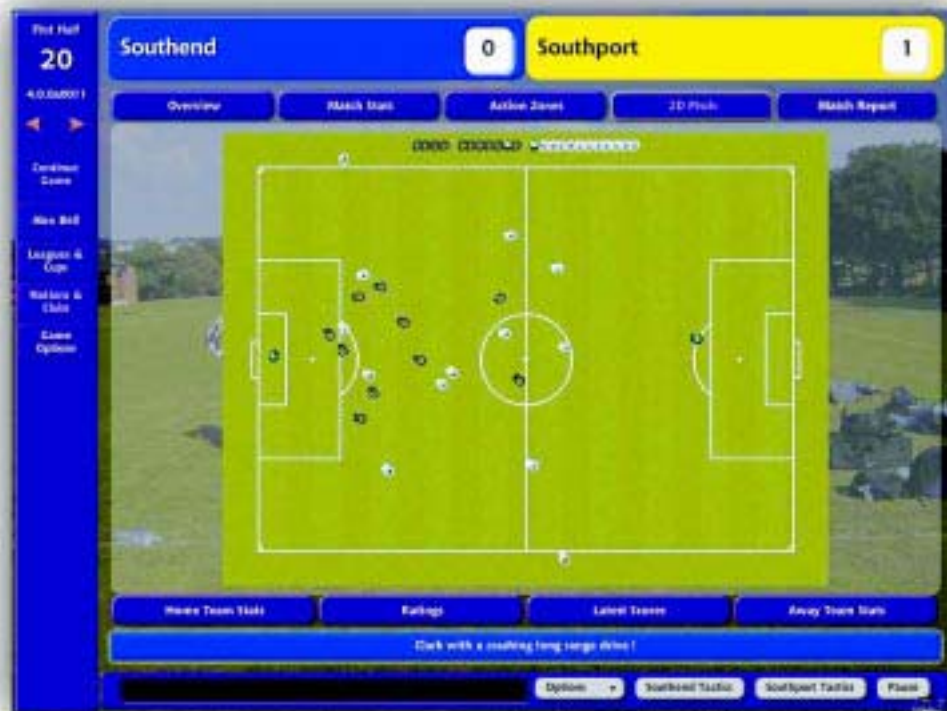 First Half
20
Southend 0 Southport 1
Overview
Match Stats
Action Zones
2D Pitch
Match Report
Continue
Game
Leagues &
Cups
Nations &
Clubs
Game
Options
Home Team Stats
Ratings
Latest Scores
Away Team Stats
Clark with a crashing long range drive !
Options
Southend Tactics
Southport Tactics
Pause